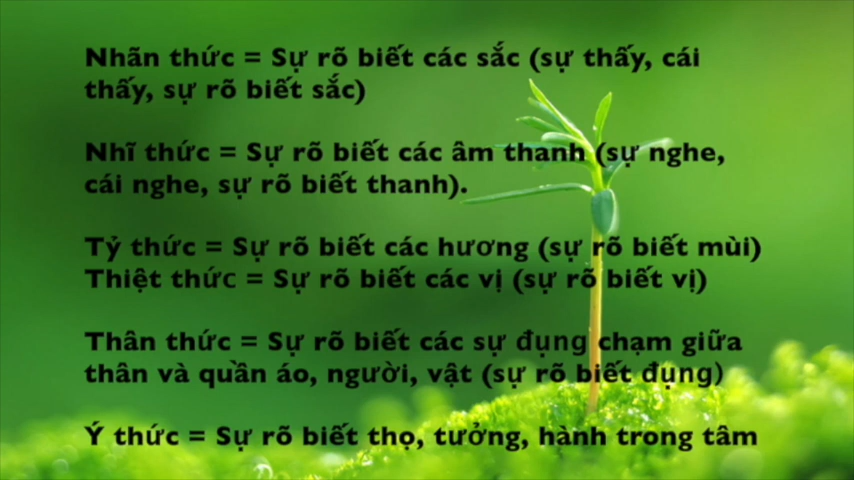 Nhãn thức = Sự rõ biết các sắc (sự thấy, cái
thấy, sự rõ biết sắc)
Nhĩ thức = Sự rõ biết các âm thanh (sự nghe,
cái nghe, sự rõ biết thanh).
Tỷ thức = Sự rõ biết các hương (sự rõ biết mùi)
Thiệt thức = Sự rõ biết các vị (sự rõ biết vị)
Thân thức = Sự rõ biết các sự đụng chạm giữa
thân và quần áo, người, vật (sự rõ biết đụng)
Ý thức = Sự rõ biết thọ, tưởng, hành trong tâm